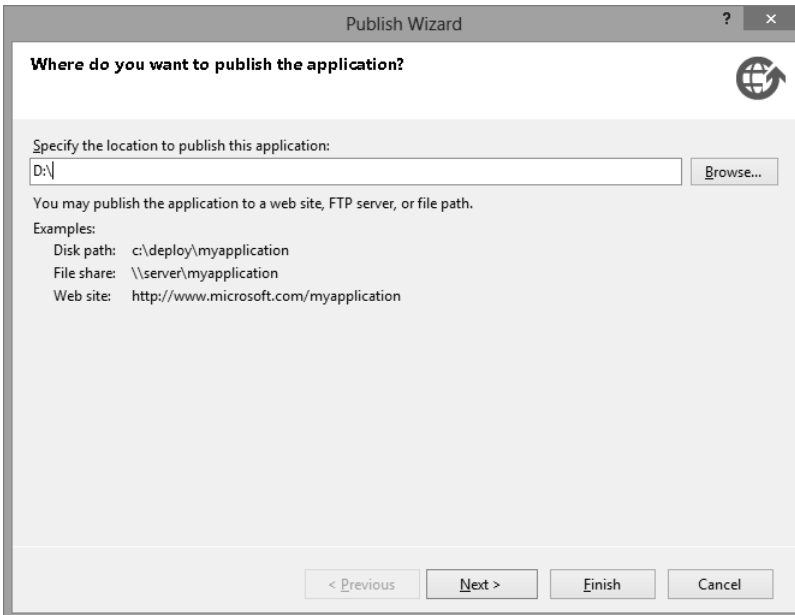 Publish Wizard
? ×
Where do you want to publish the application?
Specify the location to publish this application:
D:\
Browse...
You may publish the application to a web site, FTP server, or file path.
Examples:
Disk path: c:\deploy\myapplication
File share: \\server\myapplication
Web site: http://www.microsoft.com/myapplication
< Previous Next > Finish Cancel